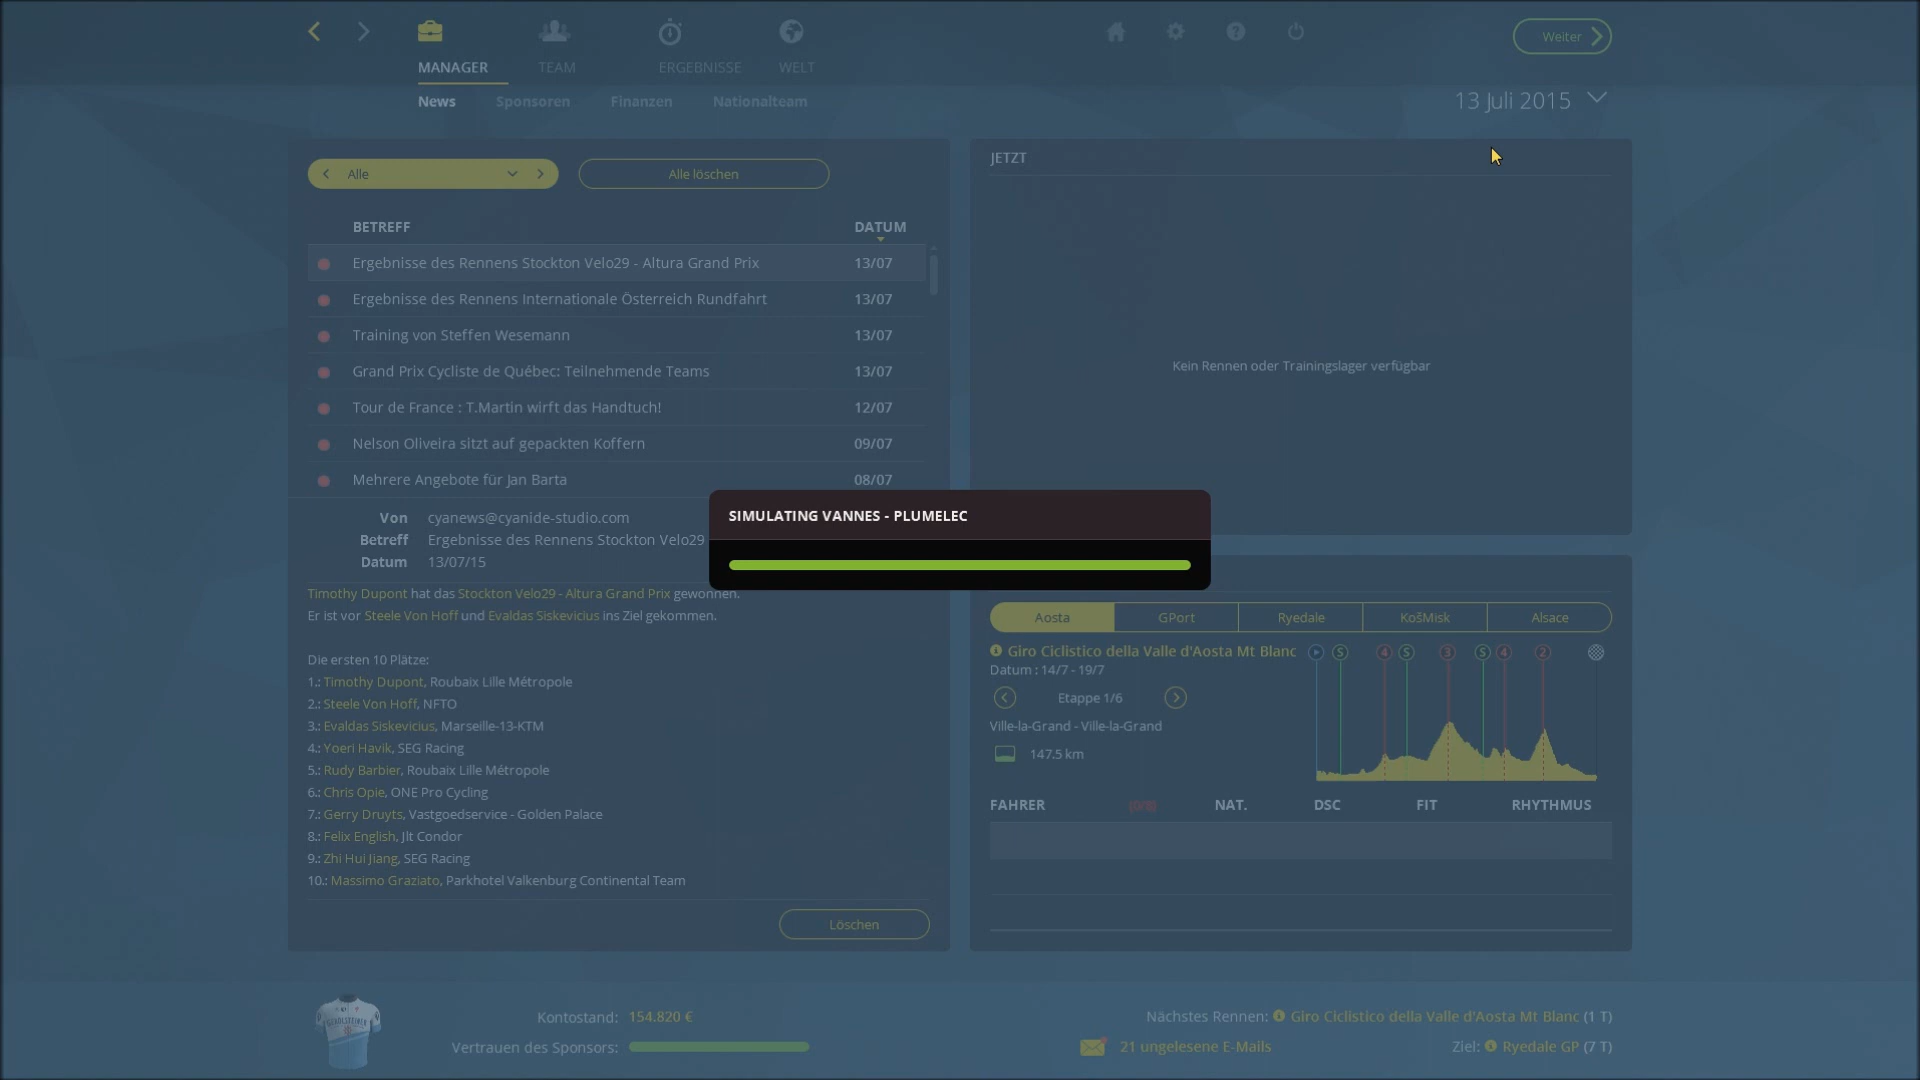 MANAGER
TEAM
ERGEBNISSE
WELT
Weiter
News
Sponsoren
Finanzen
Nationalteam
13 Juli 2015
Alle
Alle löschen
BETREFF
DATUM
Ergebnisse des Rennens Stockton Velo29 - Altura Grand Prix
13/07
Ergebnisse des Rennens Internationale Österreich Rundfahrt
13/07
Training von Steffen Wesemann
13/07
Grand Prix Cycliste de Québec: Teilnehmende Teams
13/07
Tour de France : T.Martin wirft das Handtuch!
12/07
Nelson Oliveira sitzt auf gepackten Koffern
09/07
Mehrere Angebote für Jan Barta
08/07
Von cyanews@cyanide-studio.com
Betreff Ergebnisse des Rennens Stockton Velo29
Datum 13/07/15
Timothy Dupont hat das Stockton Velo29 - Altura Grand Prix gewonnen.
Er ist vor Steele Von Hoff und Evaldas Siskevicius ins Ziel gekommen.
Die ersten 10 Plätze:
1.: Timothy Dupont, Roubaix Lille Métropole
2.: Steele Von Hoff, NFTO
3.: Evaldas Siskevicius, Marseille-13-KTM
4.: Yoeri Havik, SEG Racing
5.: Rudy Barbier, Roubaix Lille Métropole
6.: Chris Opie, ONE Pro Cycling
7.: Gerry Druyts, Vastgoedservice - Golden Palace
8.: Felix English, Jlt Condor
9.: Zhi Hui Jiang, SEG Racing
10.: Massimo Graziato, Parkhotel Valkenburg Continental Team
Löschen
SIMULATING VANNES - PLUMELEC
JETZT
Kein Rennen oder Trainingslager verfügbar
Aosta
GPort
Ryedale
KošMisk
Alsace
Giro Ciclistico della Valle d'Aosta Mt Blanc
Datum : 14/7 - 19/7
Etappe 1/6
Ville-la-Grand - Ville-la-Grand
147.5 km
S 4 S 3 S 4 2
FAHRER (0/0) NAT. DSC FIT RHYTHMUS
Kontostand: 154.820 €
Vertrauen des Sponsors:
Nächstes Rennen: Giro Ciclistico della Valle d'Aosta Mt Blanc (1 T)
21 ungelesene E-Mails
Ziel: Ryedale GP (7 T)